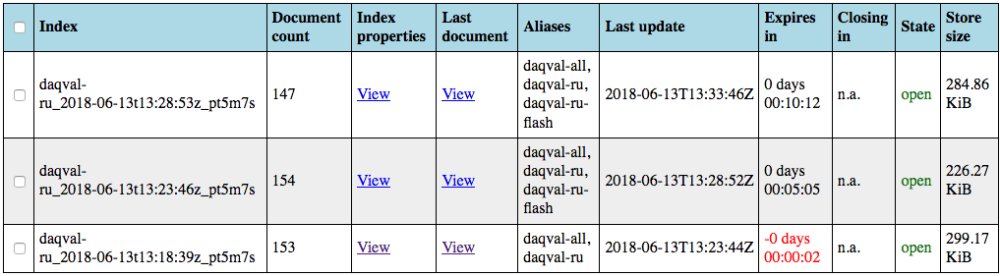 Index Document count Index properties Last document Aliases Last update Expires in Closing in State Store size
daqval-ru_2018-06-13t13:28:53z_pt5m7s 147 View View daqval-all, daqval-ru, daqval-ru-flash 2018-06-13T13:33:46Z 0 days 00:10:12 n.a. open 284.86 KiB
daqval-ru_2018-06-13t13:23:46z_pt5m7s 154 View View daqval-all, daqval-ru, daqval-ru-flash 2018-06-13T13:28:52Z 0 days 00:05:05 n.a. open 226.27 KiB
daqval-ru_2018-06-13t13:18:39z_pt5m7s 153 View View daqval-all, daqval-ru 2018-06-13T13:23:44Z -0 days 00:00:02 n.a. open 299.17 KiB